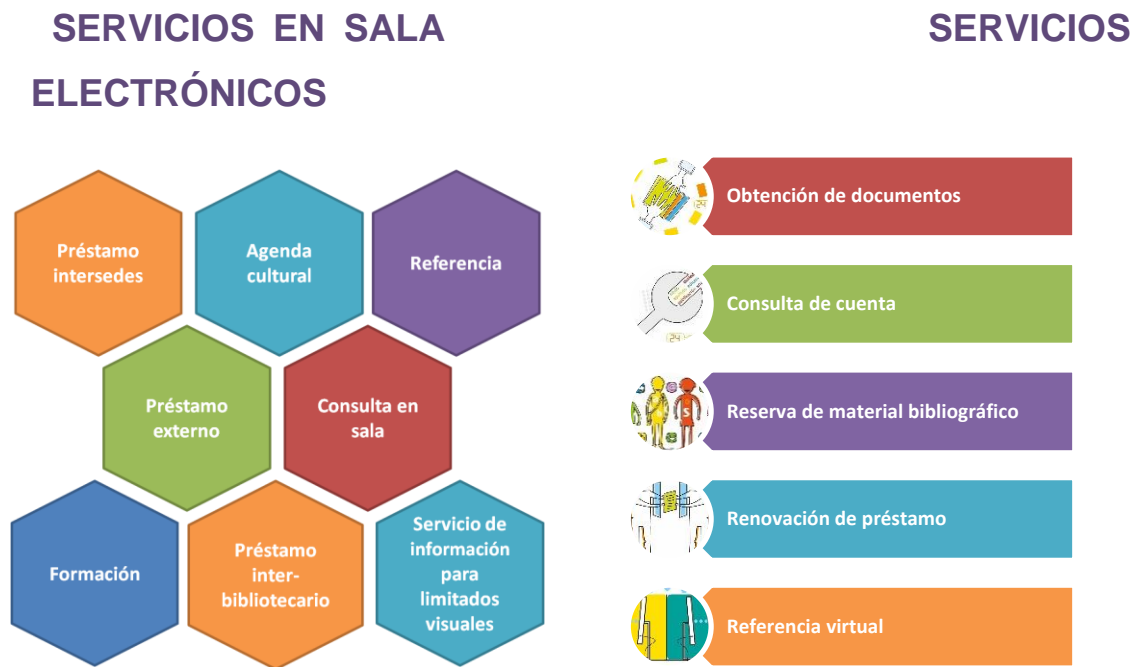 SERVICIOS EN SALA
SERVICIOS
ELECTRÓNICOS
Préstamo
intersedes
Agenda
cultural
Referencia
Préstamo
externo
Consulta en
sala
Formación
Préstamo
inter-
bibliotecario
Servicio de
información
para
limitados
visuales
Obtención de documentos
24
Consulta de cuenta
24
Reserva de material bibliográfico
S
Renovación de préstamo
Referencia virtual